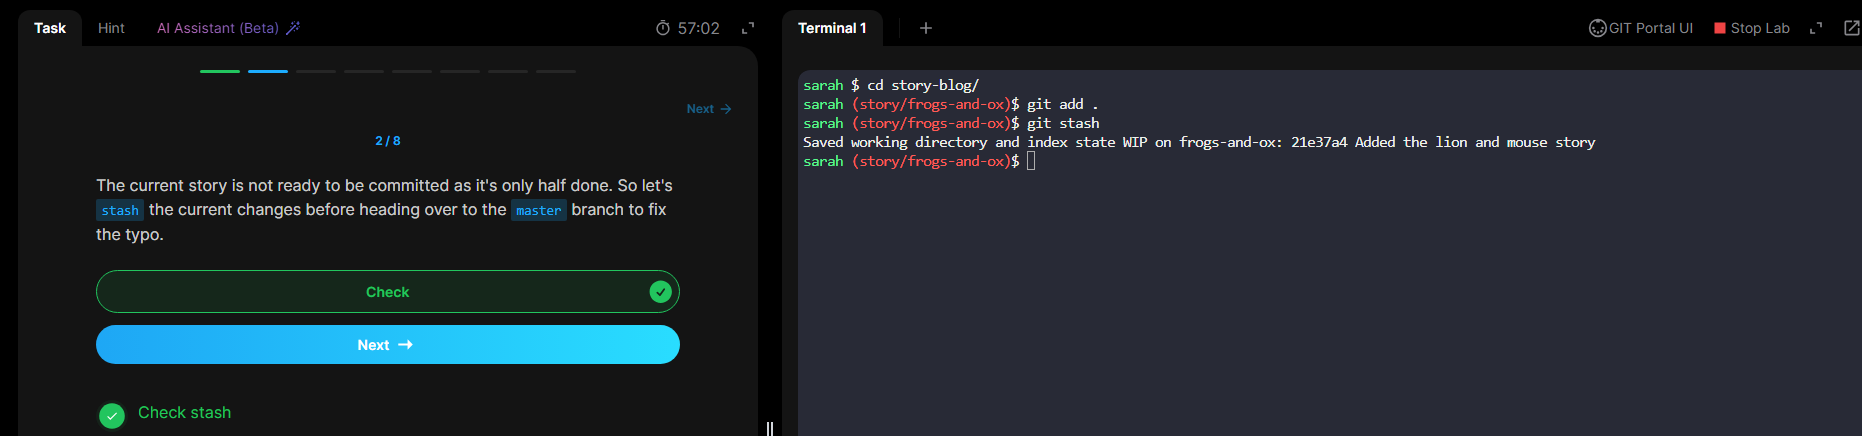 Task Hint AI Assistant (Beta) 57:02
Next →
2 / 8
The current story is not ready to be committed as it's only half done. So let's
stash the current changes before heading over to the master branch to fix
the typo.
Check
Next →
Check stash
Terminal 1 + GIT Portal UI Stop Lab
sarah $ cd story-blog/
sarah (story/frogs-and-ox)$ git add .
sarah (story/frogs-and-ox)$ git stash
Saved working directory and index state WIP on frogs-and-ox: 21e37a4 Added the lion and mouse story
sarah (story/frogs-and-ox)$